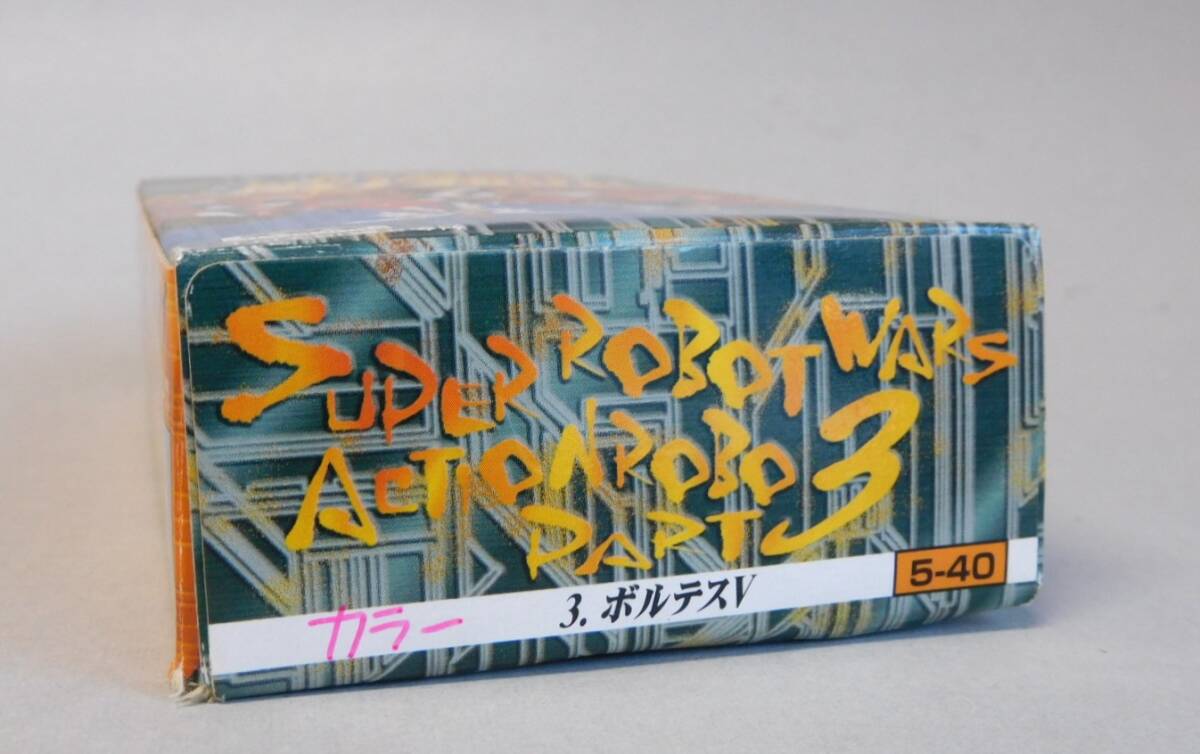 SUPER ROBOT WARS
ACTION ROBO
PART 3
カラー 3. ボルテスV 5-40